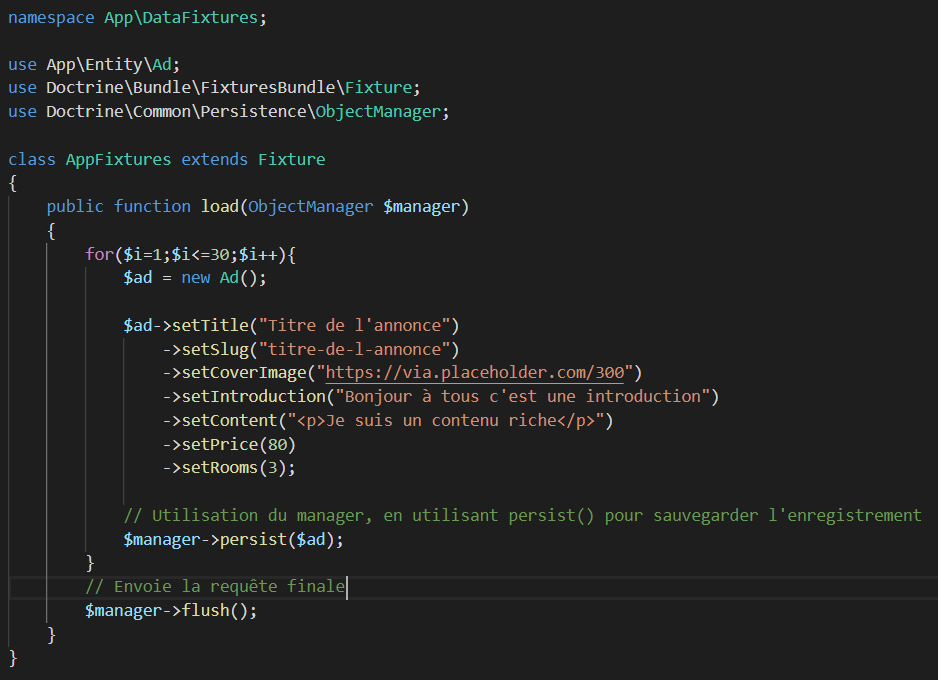 namespace App\DataFixtures;
use App\Entity\Ad;
use Doctrine\Bundle\FixturesBundle\Fixture;
use Doctrine\Common\Persistence\ObjectManager;
class AppFixtures extends Fixture
{
public function load(ObjectManager $manager)
{
for($i=1;$i<=30;$i++){
$ad = new Ad();
$ad->setTitle("Titre de l'annonce")
->setSlug("titre-de-l-annonce")
->setCoverImage("https://via.placeholder.com/300")
->setIntroduction("Bonjour à tous c'est une introduction")
->setContent("<p>Je suis un contenu riche</p>")
->setPrice(80)
->setRooms(3);
// Utilisation du manager, en utilisant persist() pour sauvegarder l'enregistrement
$manager->persist($ad);
}
// Envoie la requête finale
$manager->flush();
}
}